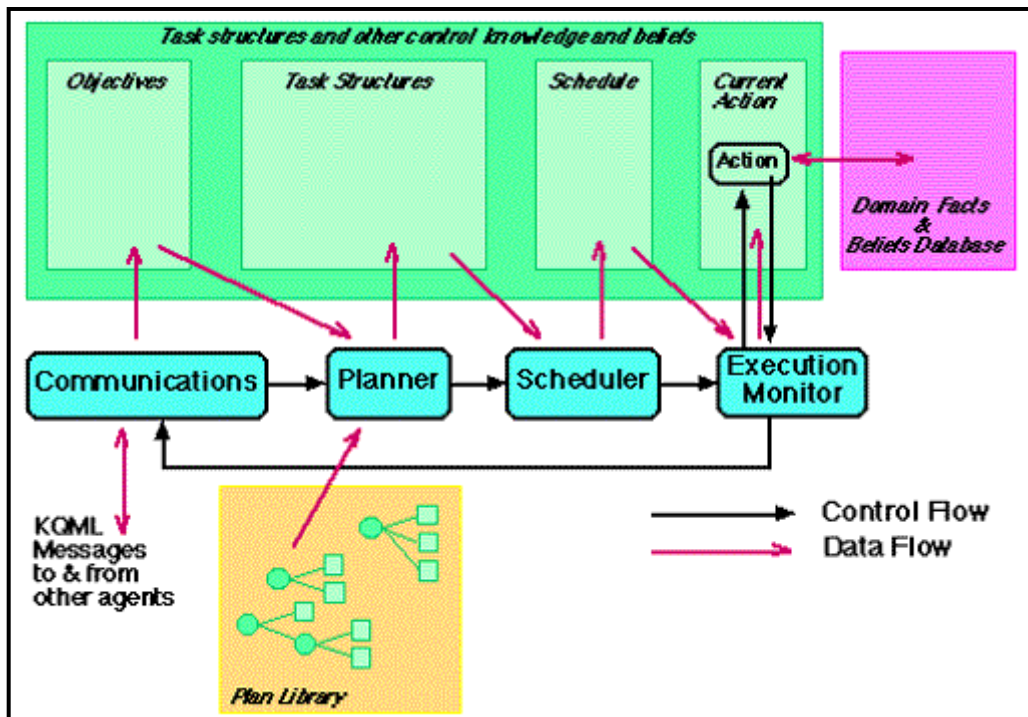 Task structures and other control knowledge and beliefs
Objectives
Task Structures
Schedule
Current
Action
Action
Domain Facts
&
Beliefs Database
Communications
Planner
Scheduler
Execution
Monitor
KQML
Messages
to & from
other agents
Control Flow
Data Flow
Plan Library